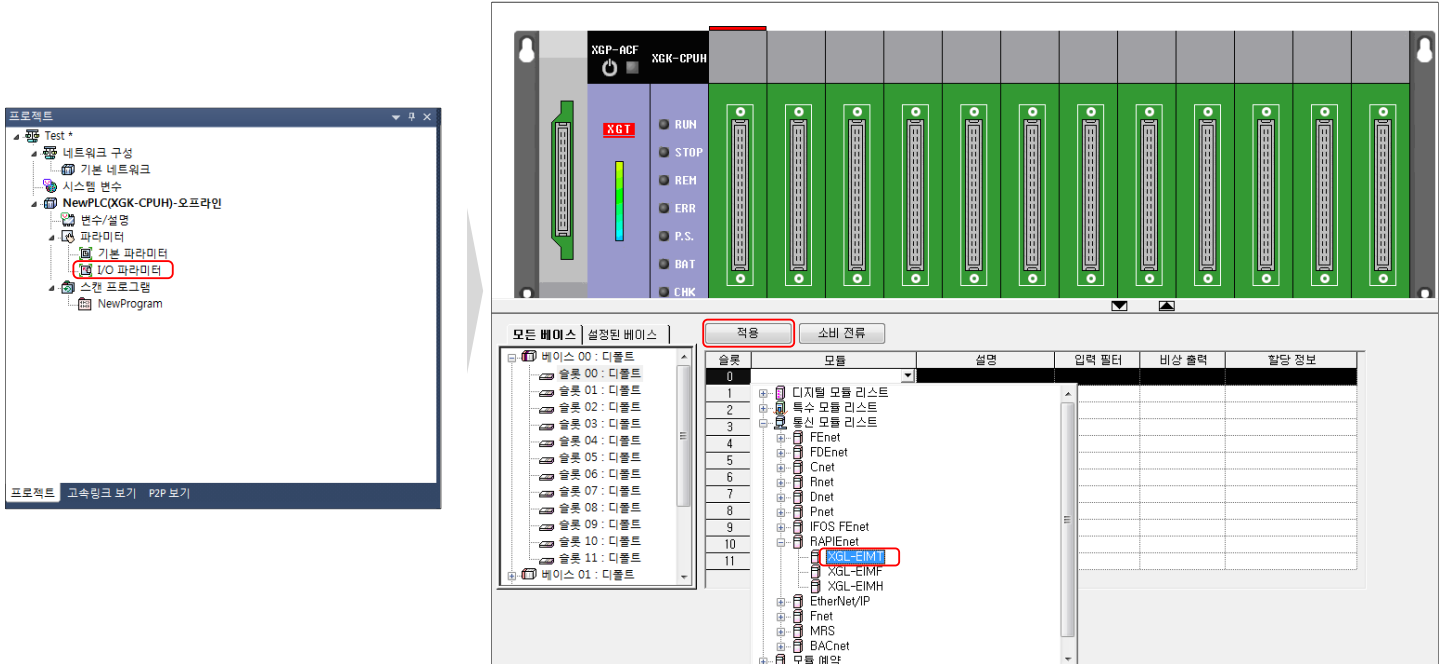 프로젝트
Test *
네트워크 구성
기본 네트워크
시스템 변수
NewPLC(XGK-CPUH)-오프라인
변수/설명
파라미터
기본 파라미터
I/O 파라미터
스캔 프로그램
NewProgram
프로젝트 고속링크 보기 P2P 보기
XGP-ACF
XGK-CPUH
XGT
RUN
STOP
REM
ERR
P.S.
BAT
CHK
모든 베이스 설정된 베이스
적용 소비 전류
베이스 00 : 디폴트
슬롯 00 : 디폴트
슬롯 01 : 디폴트
슬롯 02 : 디폴트
슬롯 03 : 디폴트
슬롯 04 : 디폴트
슬롯 05 : 디폴트
슬롯 06 : 디폴트
슬롯 07 : 디폴트
슬롯 08 : 디폴트
슬롯 09 : 디폴트
슬롯 10 : 디폴트
슬롯 11 : 디폴트
베이스 01 : 디폴트
슬롯 모듈 설명 입력 필터 비상 출력 할당 정보
0
1
2
3
4
5
6
7
8
9
10
11
디지털 모듈 리스트
특수 모듈 리스트
통신 모듈 리스트
FEnet
FDEnet
Cnet
Rnet
Dnet
Pnet
IFOS FEnet
RAPIEnet
XGL-EIMT
XGL-EIMF
XGL-EIMH
EtherNet/IP
Fnet
MRS
BACnet
모듈 예약